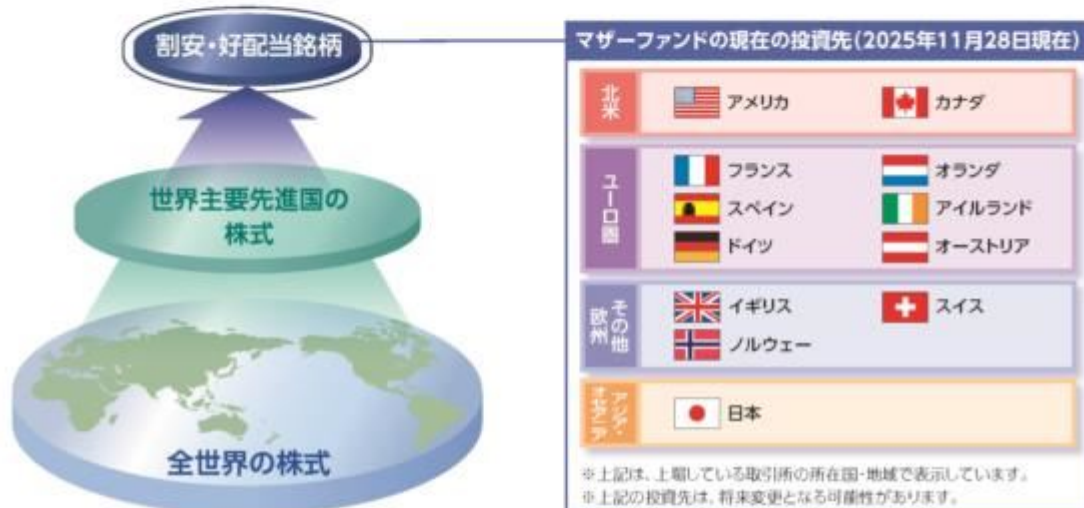 割安・好配当銘柄
世界主要先進国の
株式
全世界の株式
マザーファンドの現在の投資先(2025年11月28日現在)
北米
アメリカ
カナダ
ユーロ圏
フランス
オランダ
スペイン
アイルランド
ドイツ
オーストリア
その他
欧州
イギリス
スイス
ノルウェー
アジア・
オセアニア
日本
※上記は、上場している取引所の所在国・地域で表示しています。
※上記の投資先は、将来変更となる可能性があります。